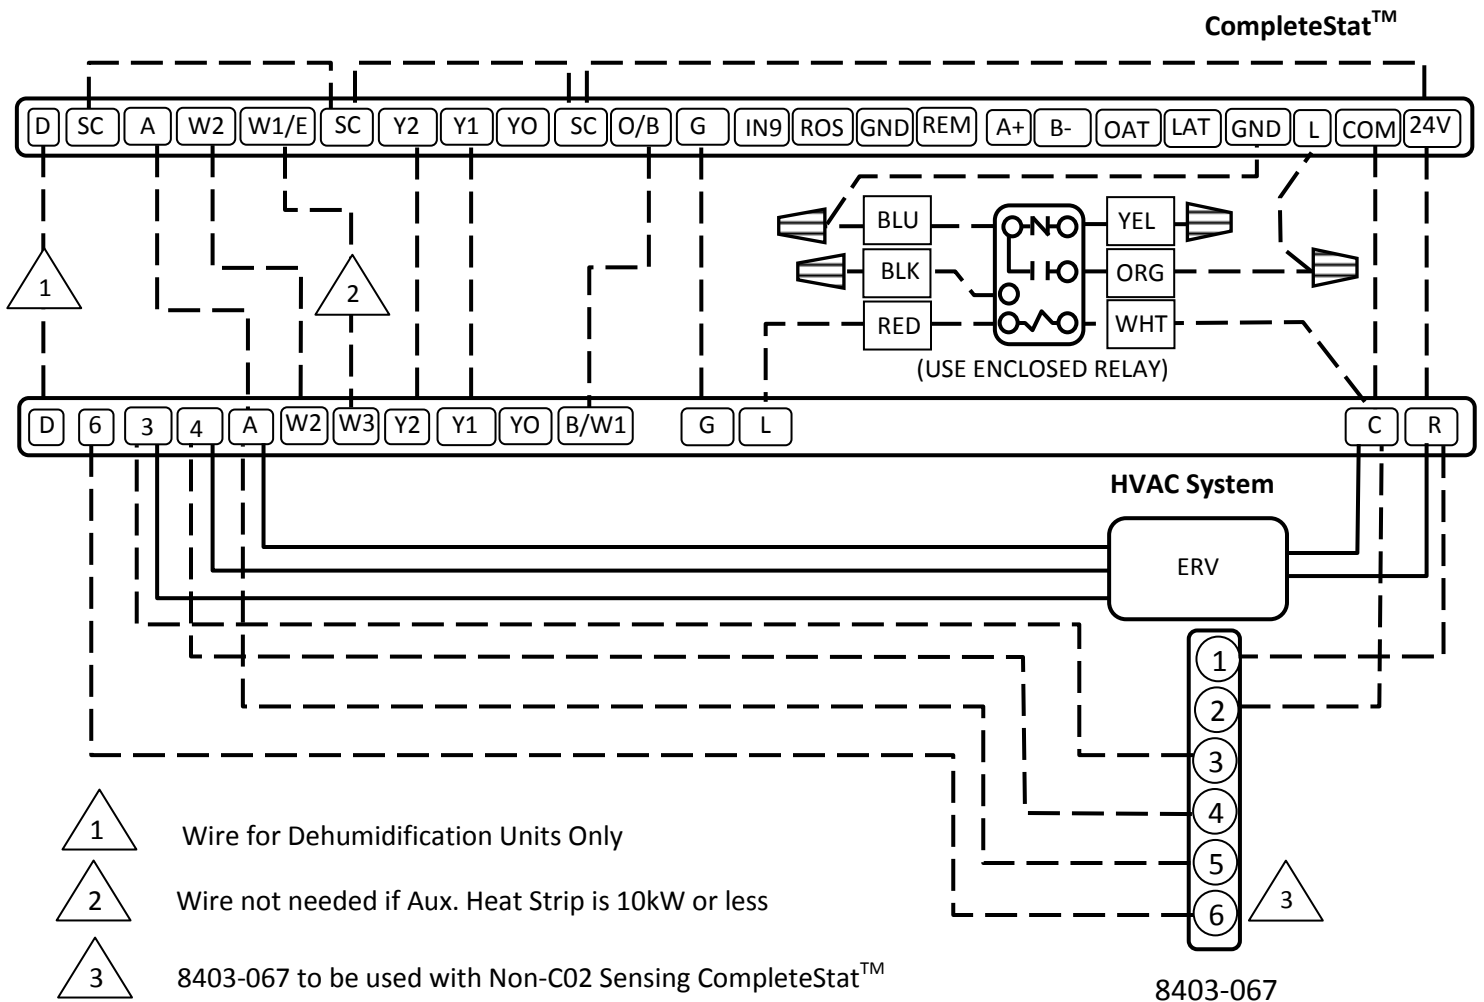 CompleteStat™
D SC A W2 W1/E SC Y2 Y1 YO SC O/B G IN9 ROS GND REM A+ B- OAT LAT GND L COM 24V
BLU YEL
1 2 BLK ORG
RED WHT
(USE ENCLOSED RELAY)
D 6 3 4 A W2 W3 Y2 Y1 YO B/W1 G L C R
HVAC System
ERV
1
2
3
4
5
6
3
8403-067
1 Wire for Dehumidification Units Only
2 Wire not needed if Aux. Heat Strip is 10kW or less
3 8403-067 to be used with Non-C02 Sensing CompleteStat™